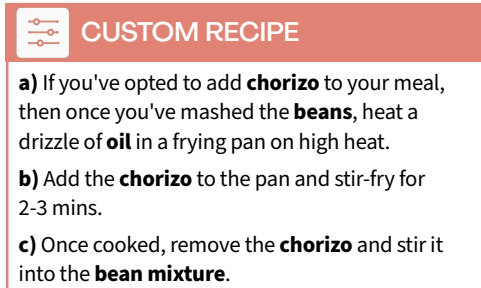 CUSTOM RECIPE
a) If you've opted to add chorizo to your meal,
then once you've mashed the beans, heat a
drizzle of oil in a frying pan on high heat.
b) Add the chorizo to the pan and stir-fry for
2-3 mins.
c) Once cooked, remove the chorizo and stir it
into the bean mixture.